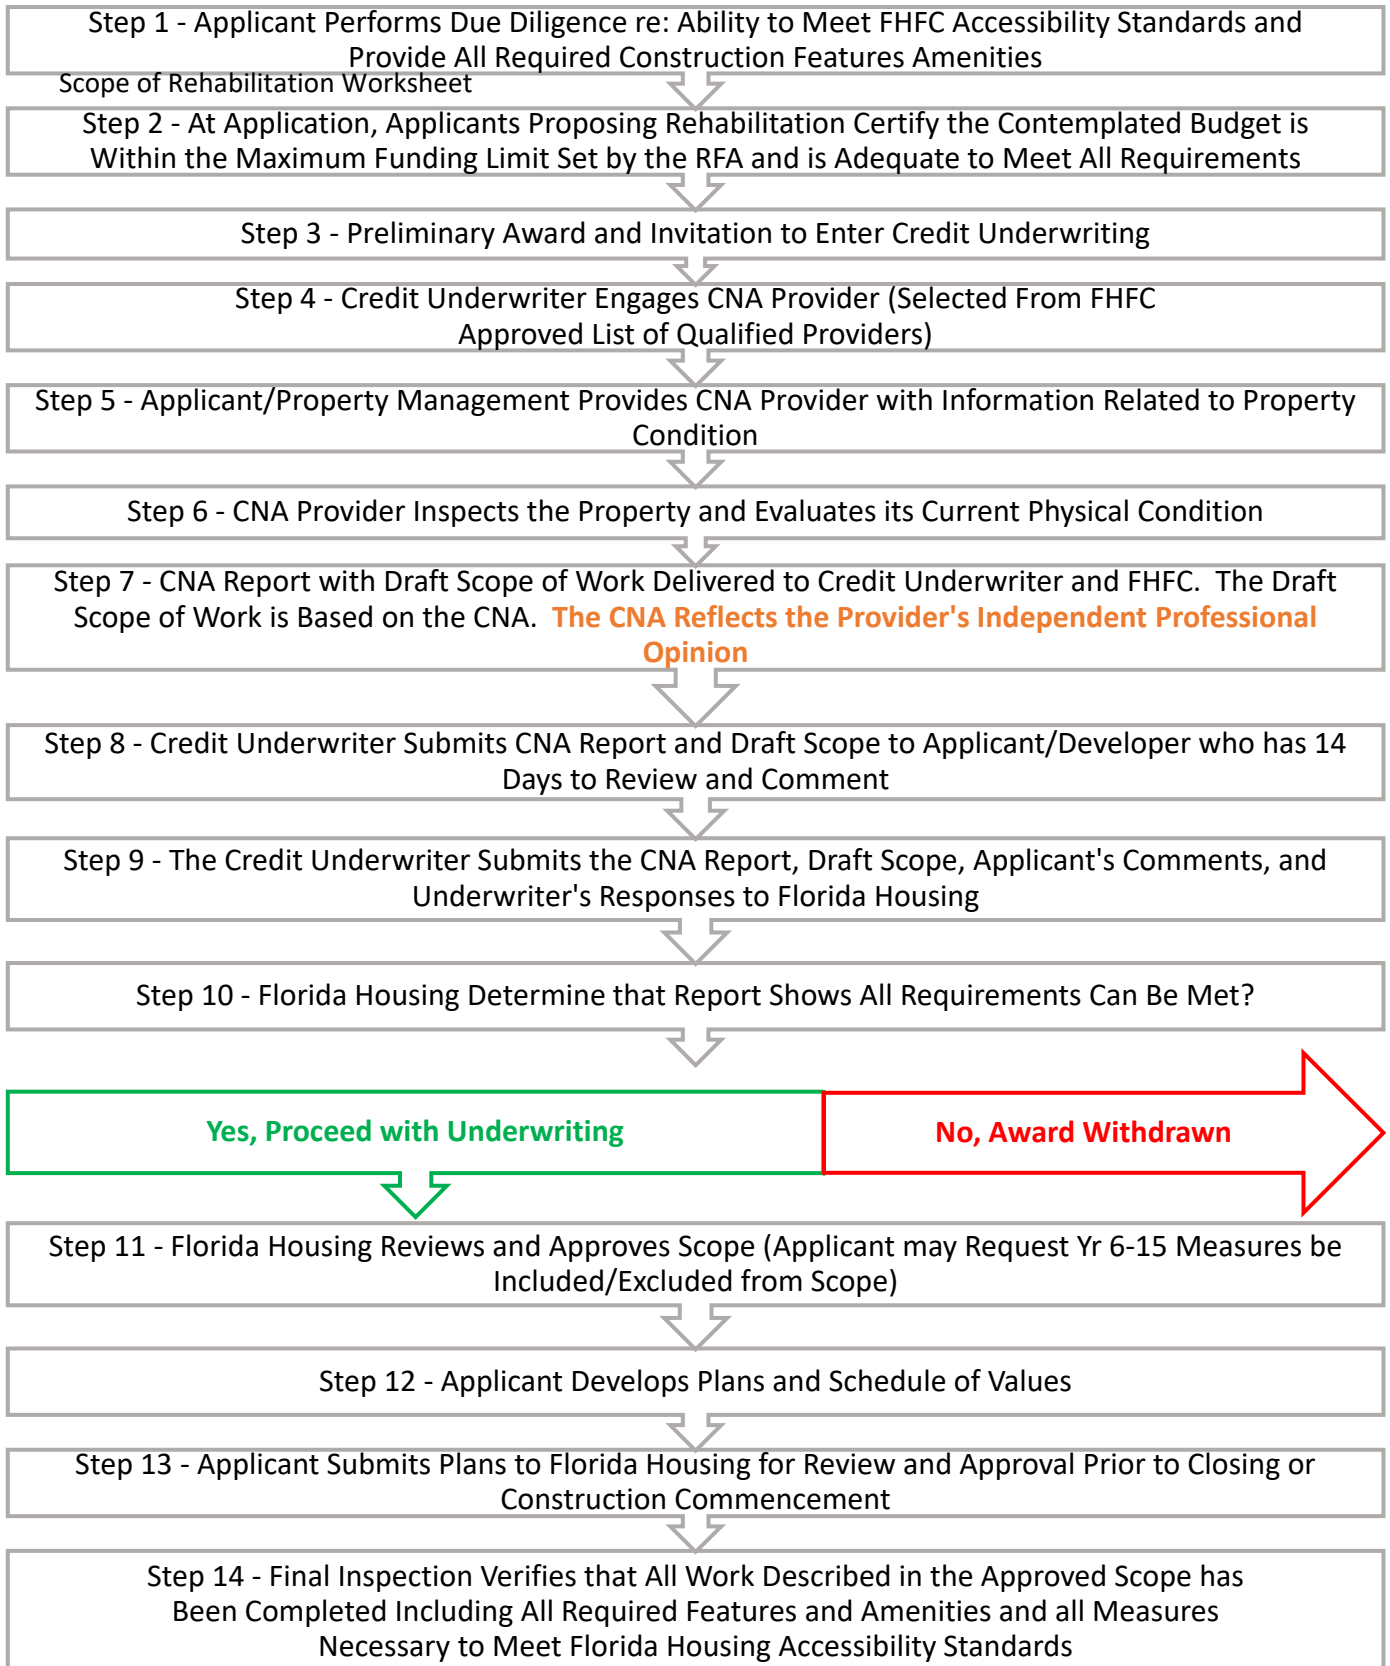 Step 1 - Applicant Performs Due Diligence re: Ability to Meet FHFC Accessibility Standards and
Provide All Required Construction Features Amenities
Scope of Rehabilitation Worksheet
Step 2 - At Application, Applicants Proposing Rehabilitation Certify the Contemplated Budget is
Within the Maximum Funding Limit Set by the RFA and is Adequate to Meet All Requirements
Step 3 - Preliminary Award and Invitation to Enter Credit Underwriting
Step 4 - Credit Underwriter Engages CNA Provider (Selected From FHFC
Approved List of Qualified Providers)
Step 5 - Applicant/Property Management Provides CNA Provider with Information Related to Property
Condition
Step 6 - CNA Provider Inspects the Property and Evaluates its Current Physical Condition
Step 7 - CNA Report with Draft Scope of Work Delivered to Credit Underwriter and FHFC.  The Draft
Scope of Work is Based on the CNA.  The CNA Reflects the Provider's Independent Professional
Opinion
Step 8 - Credit Underwriter Submits CNA Report and Draft Scope to Applicant/Developer who has 14
Days to Review and Comment
Step 9 - The Credit Underwriter Submits the CNA Report, Draft Scope, Applicant's Comments, and
Underwriter's Responses to Florida Housing
Step 10 - Florida Housing Determine that Report Shows All Requirements Can Be Met?
Yes, Proceed with Underwriting
No, Award Withdrawn
Step 11 - Florida Housing Reviews and Approves Scope (Applicant may Request Yr 6-15 Measures be
Included/Excluded from Scope)
Step 12 - Applicant Develops Plans and Schedule of Values
Step 13 - Applicant Submits Plans to Florida Housing for Review and Approval Prior to Closing or
Construction Commencement
Step 14 - Final Inspection Verifies that All Work Described in the Approved Scope has
Been Completed Including All Required Features and Amenities and all Measures
Necessary to Meet Florida Housing Accessibility Standards